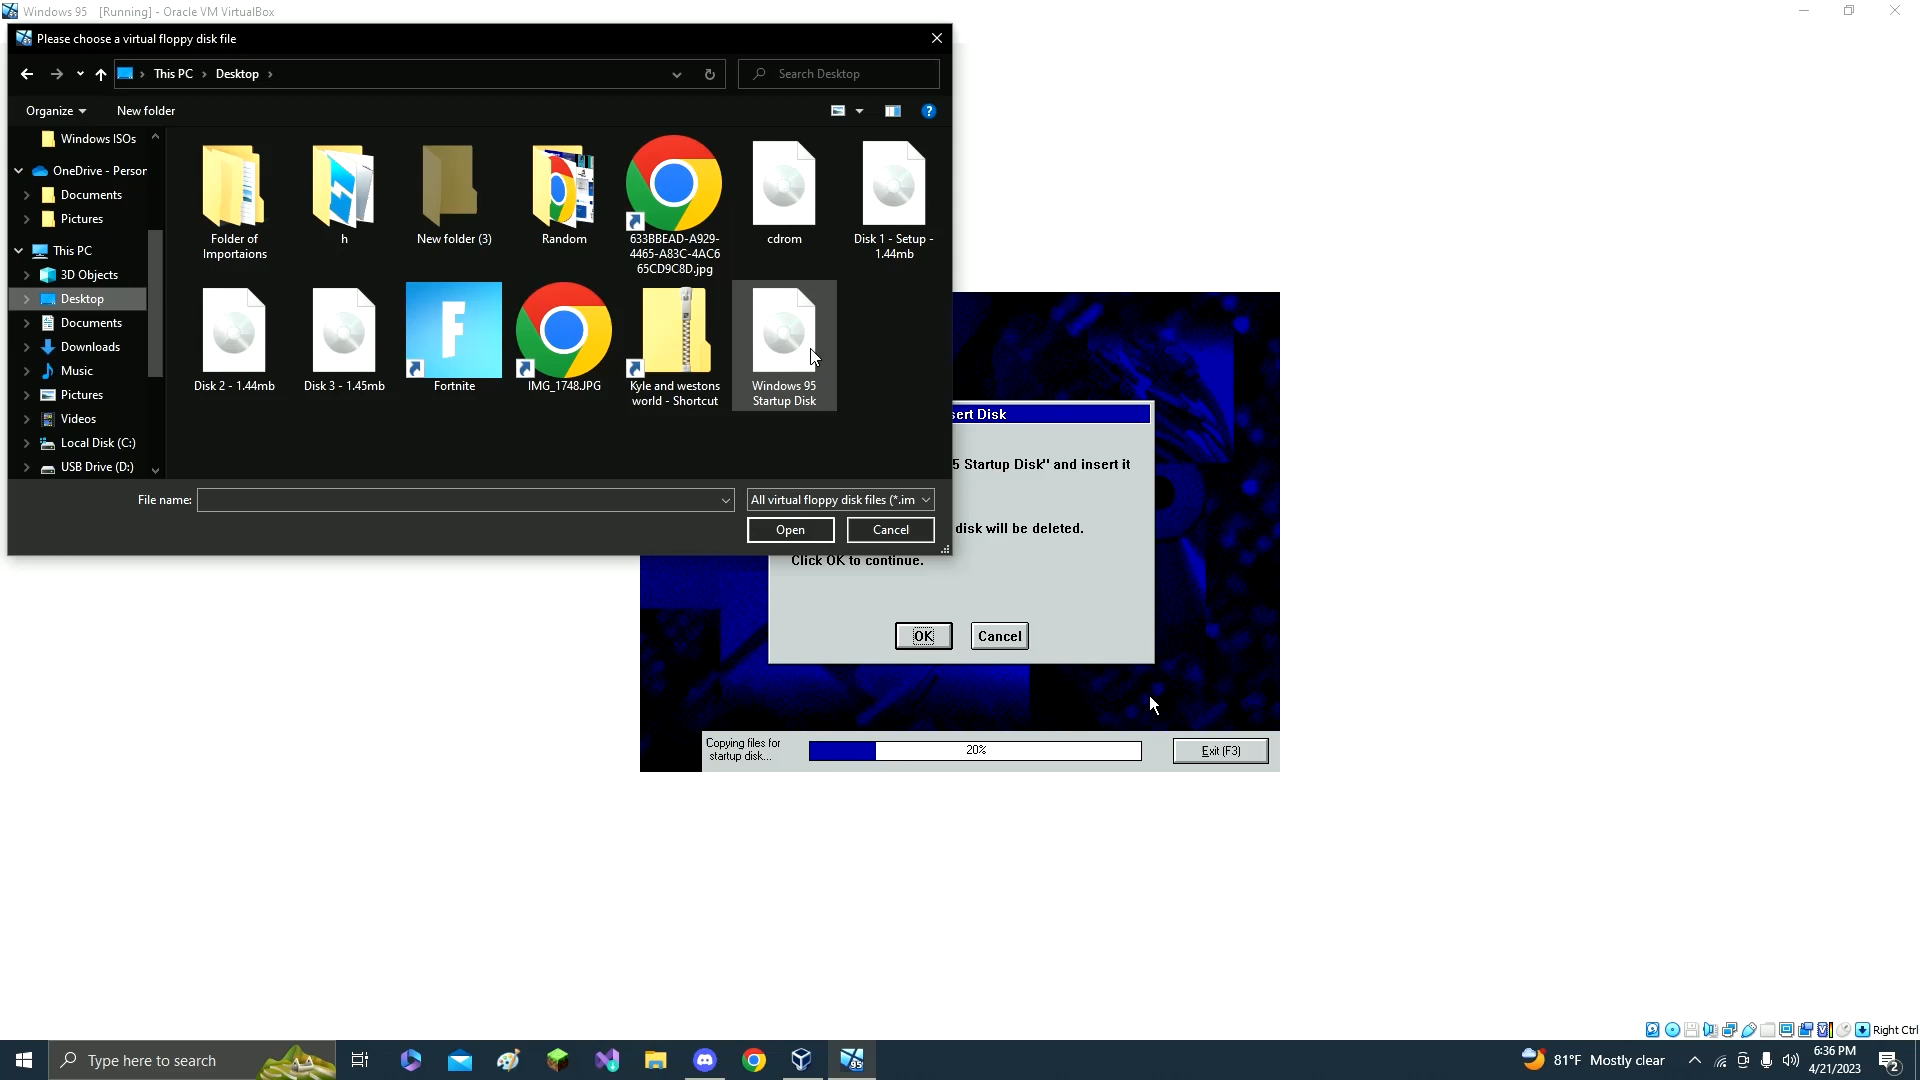 Windows 95 [Running] - Oracle VM VirtualBox
Please choose a virtual floppy disk file
This PC
Desktop
Search Desktop
Organize
New folder
Windows ISOs
OneDrive - Person
Documents
Pictures
This PC
3D Objects
Desktop
Documents
Downloads
Music
Pictures
Videos
Local Disk (C:)
USB Drive (D:)
Folder of
Importaions
h
New folder (3)
Random
633BBEAD-A929-
4465-A83C-4AC6
65CD9C8D.jpg
cdrom
Disk 1 - Setup -
1.44mb
Disk 2 - 1.44mb
Disk 3 - 1.45mb
Fortnite
IMG_1748.JPG
Kyle and westons
world - Shortcut
Windows 95
Startup Disk
File name:
All virtual floppy disk files (*.im
Open
Cancel
sert Disk
5 Startup Disk" and insert it
disk will be deleted.
Click OK to continue.
OK
Cancel
Copying files for
startup disk...
20%
Exit (F3)
Right Ctrl
Type here to search
95
81°F Mostly clear
6:36 PM
4/21/2023
2